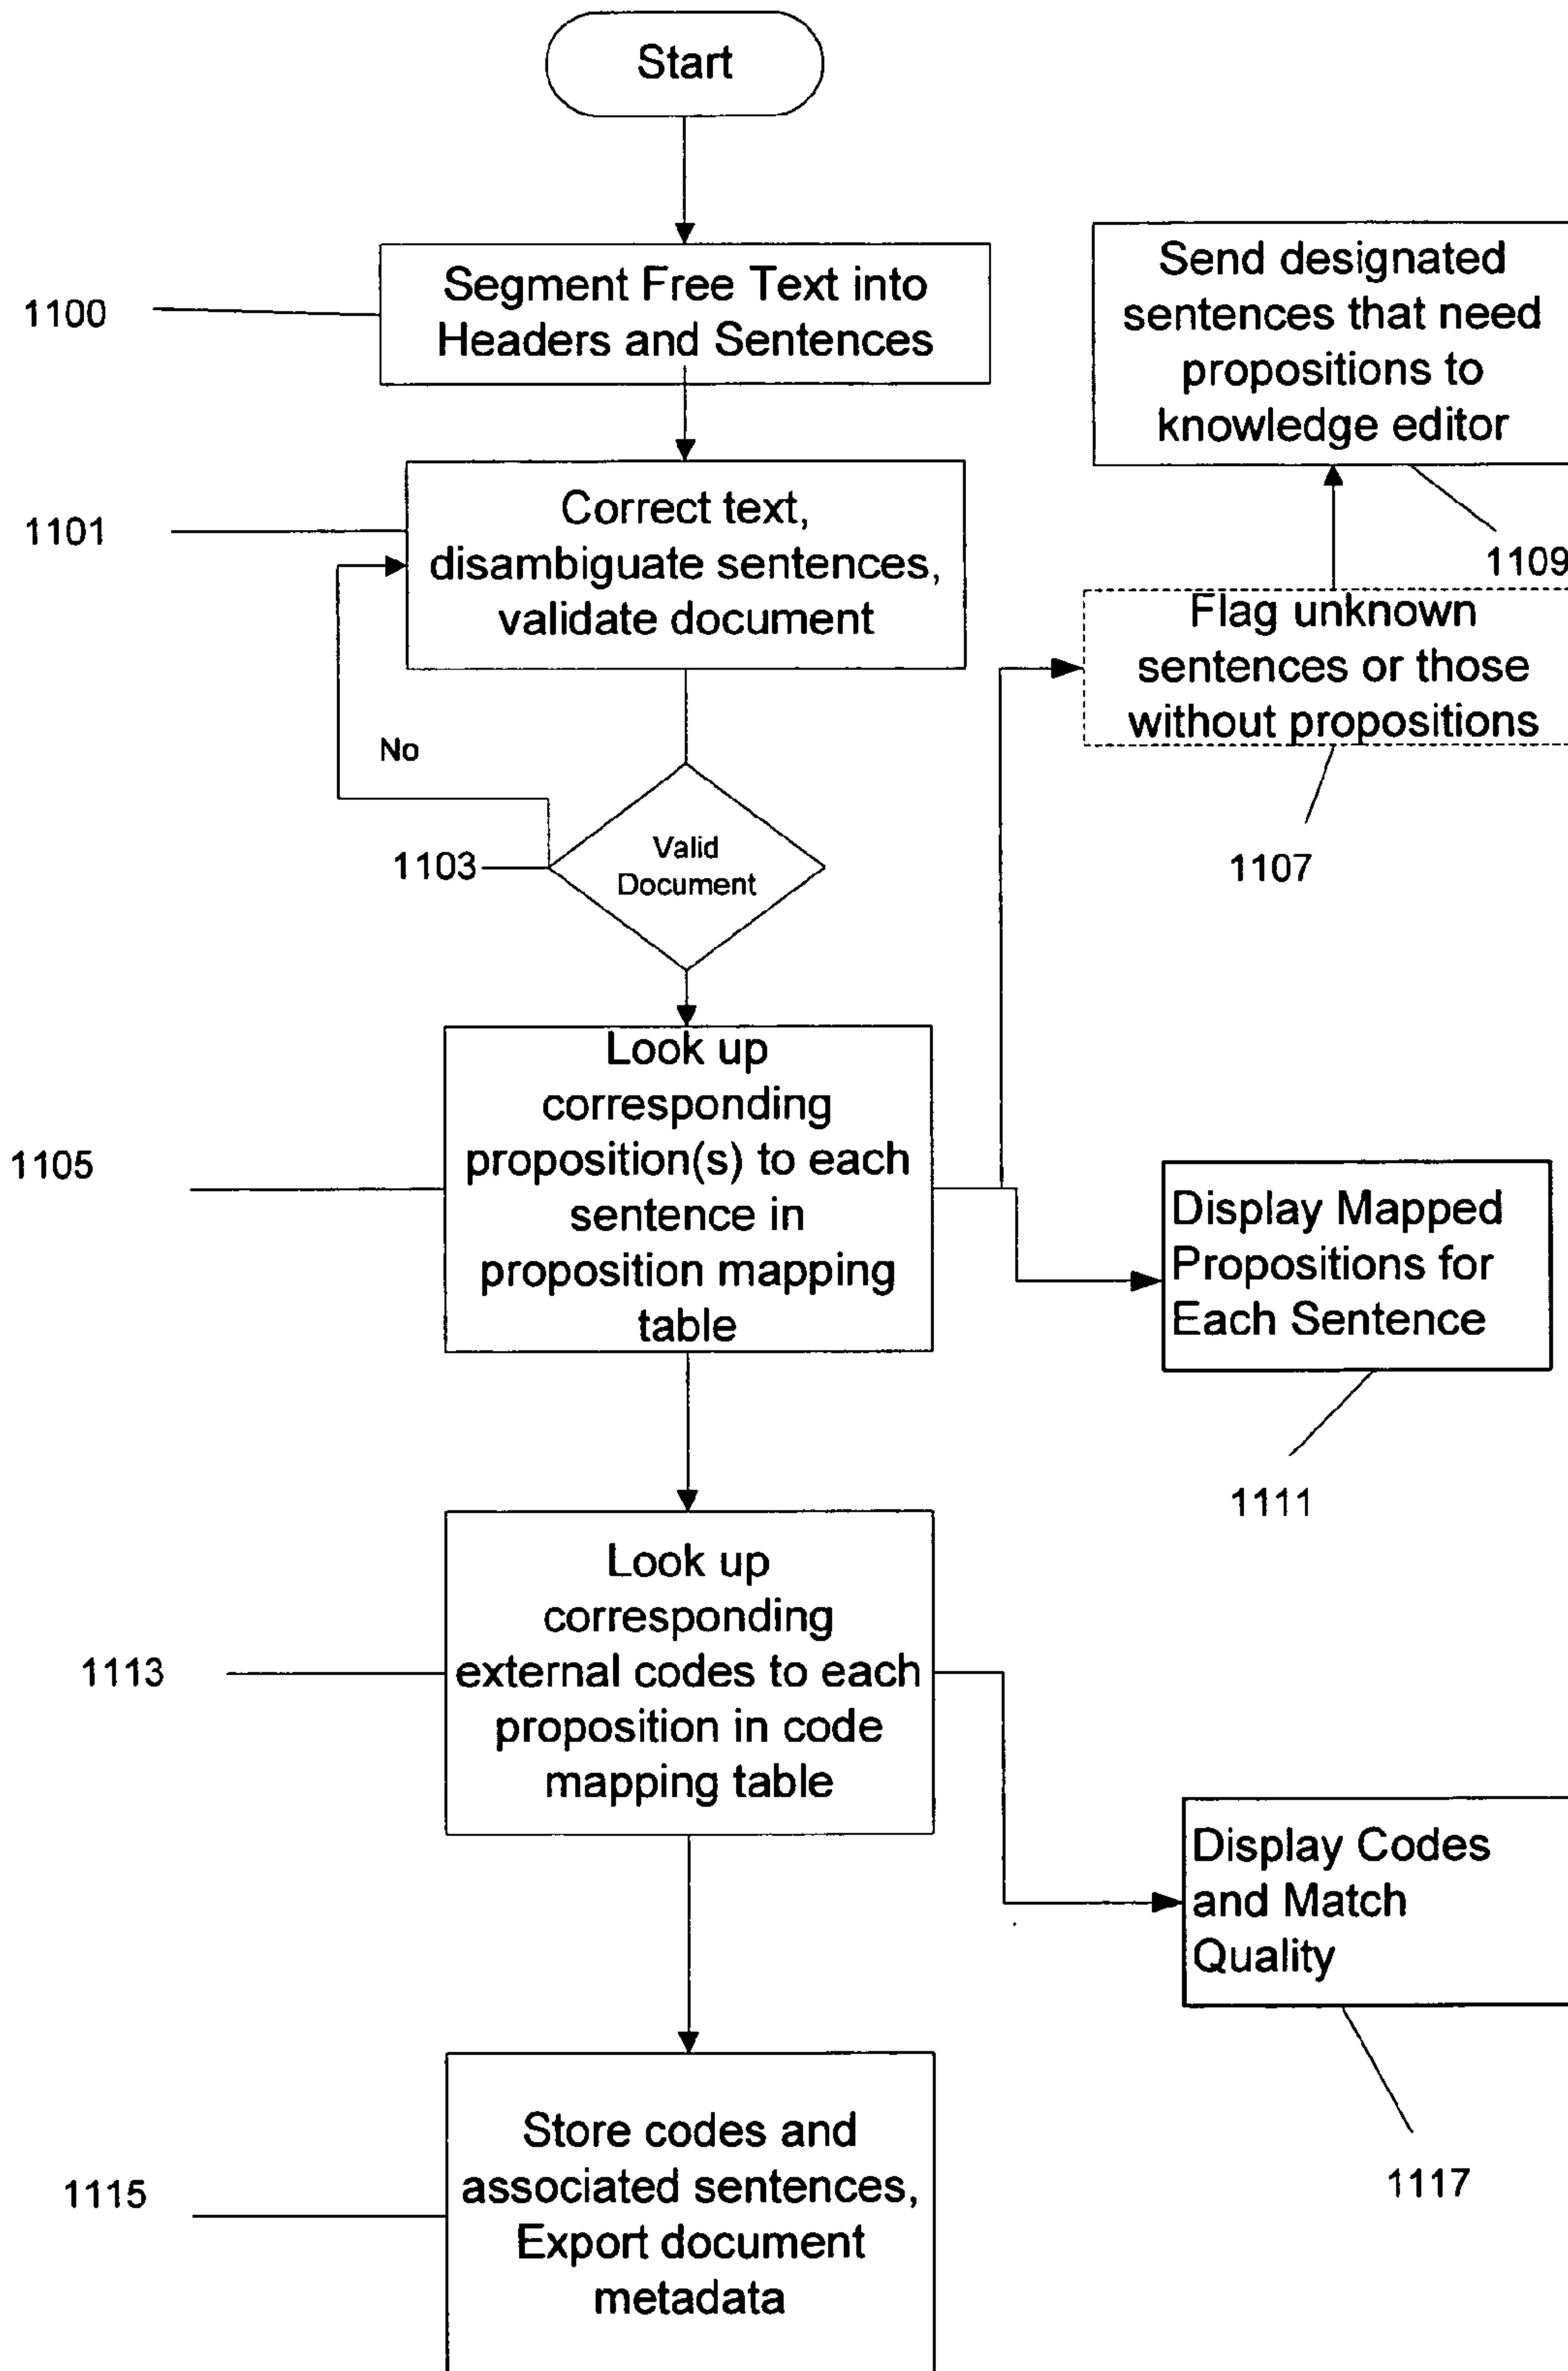 Start
1100
Segment Free Text into
Headers and Sentences
Send designated
sentences that need
propositions to
knowledge editor
1109
1101
Correct text,
disambiguate sentences,
validate document
Flag unknown
sentences or those
without propositions
1107
No
1103
Valid
Document
1105
Look up
corresponding
proposition(s) to each
sentence in
proposition mapping
table
Display Mapped
Propositions for
Each Sentence
1111
1113
Look up
corresponding
external codes to each
proposition in code
mapping table
Display Codes
and Match
Quality
1117
1115
Store codes and
associated sentences,
Export document
metadata